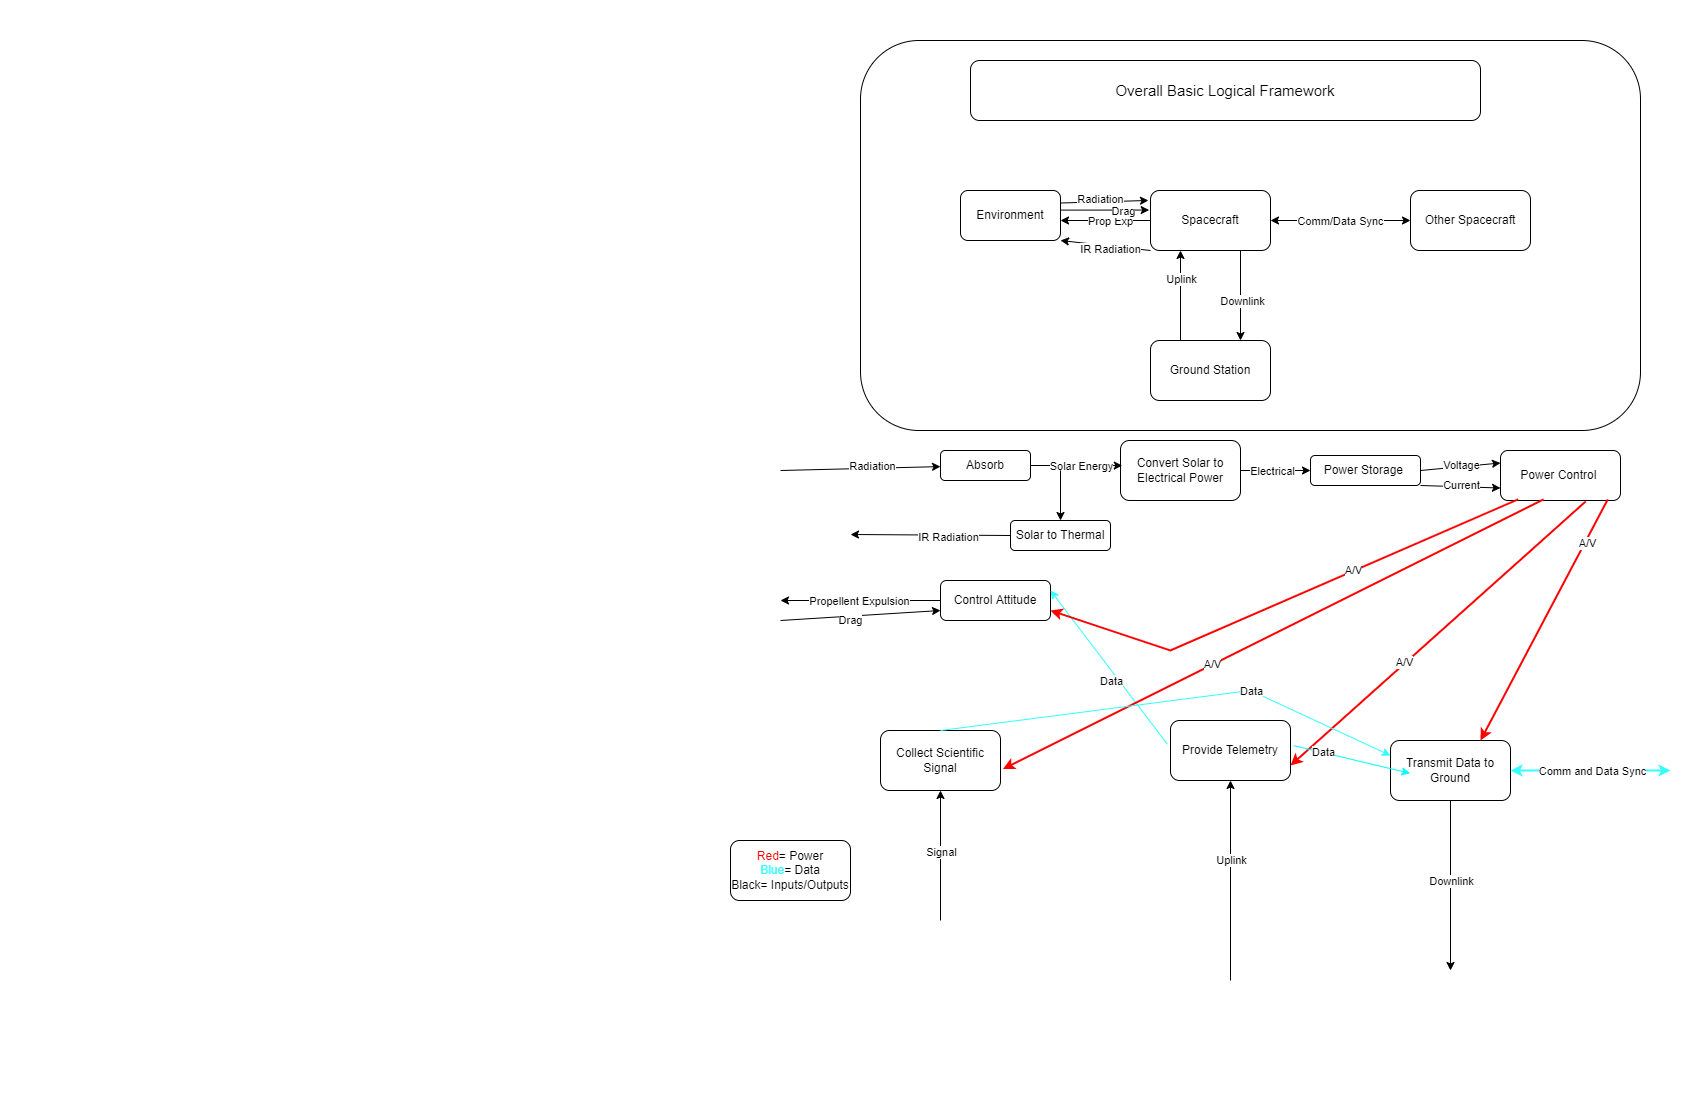 Overall Basic Logical Framework
Environment
Radiation
Drag
Prop Exp
IR Radiation
Spacecraft
Comm/Data Sync
Other Spacecraft
Uplink
Downlink
Ground Station
Radiation
Absorb
Solar Energy
Convert Solar to
Electrical Power
Electrical
Power Storage
Voltage
Current
Power Control
IR Radiation
Solar to Thermal
A/V
A/V
Propellent Expulsion
Drag
Control Attitude
A/V
A/V
Data
Data
Collect Scientific
Signal
Provide Telemetry
Data
Transmit Data to
Ground
Comm and Data Sync
Signal
Uplink
Downlink
Red= Power
Blue= Data
Black= Inputs/Outputs